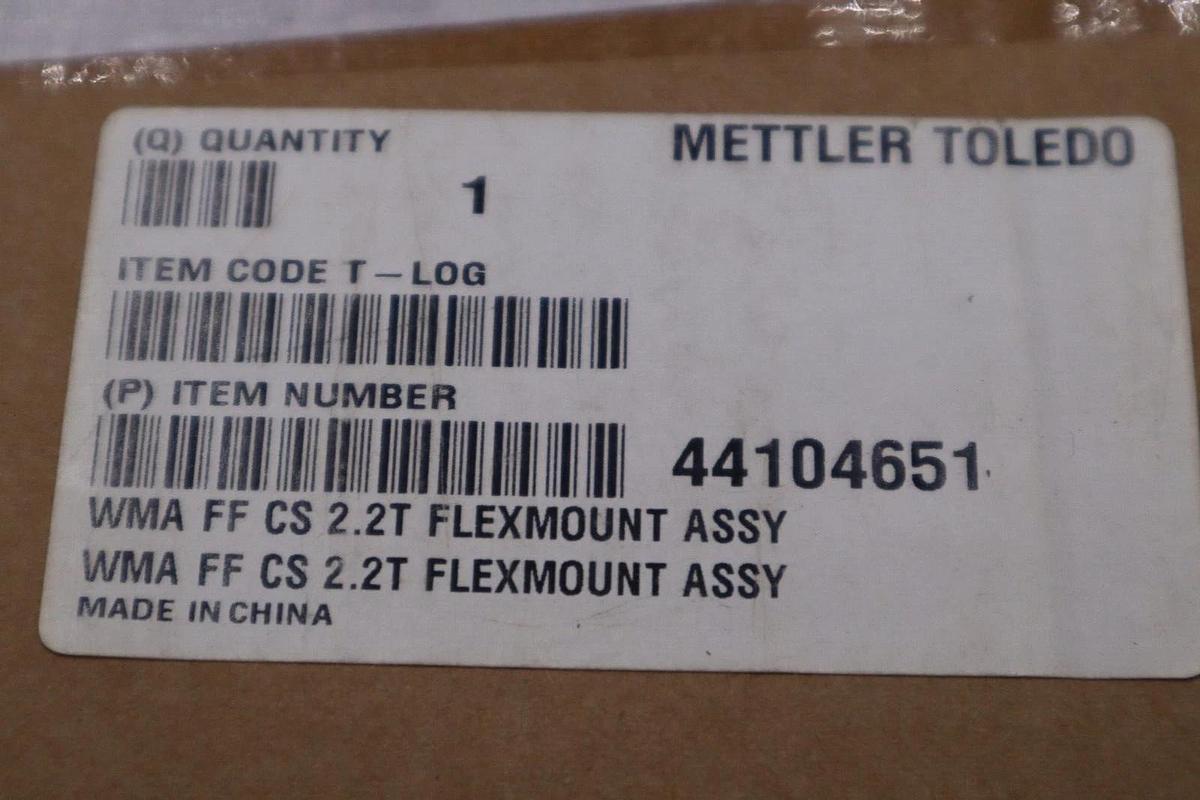 (Q) QUANTITY
METTLER TOLEDO
1
ITEM CODE T-LOG
(P) ITEM NUMBER
44104651
WMA FF CS 2.2T FLEXMOUNT ASSY
WMA FF CS 2.2T FLEXMOUNT ASSY
MADE IN CHINA